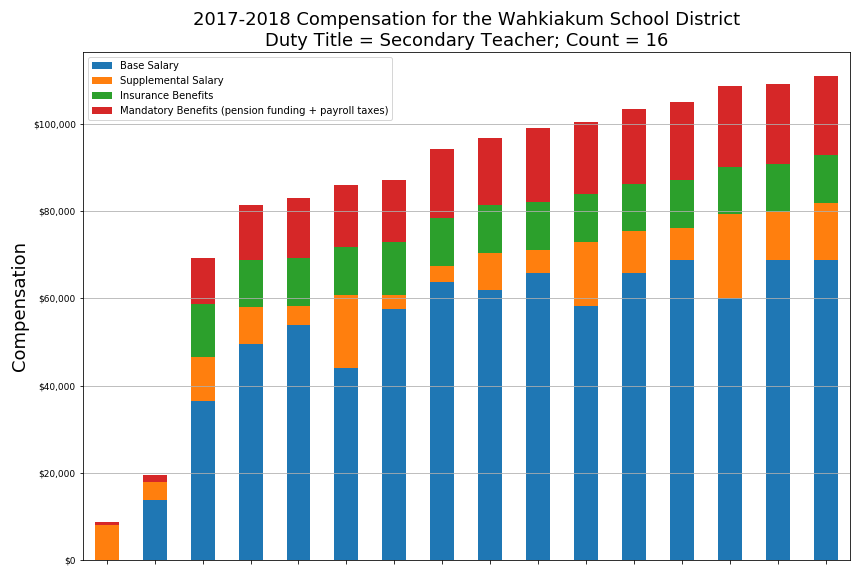 2017-2018 Compensation for the Wahkiakum School District
Duty Title = Secondary Teacher; Count = 16
Base Salary
Supplemental Salary
Insurance Benefits
Mandatory Benefits (pension funding + payroll taxes)
Compensation
$100,000
$80,000
$60,000
$40,000
$20,000
$0